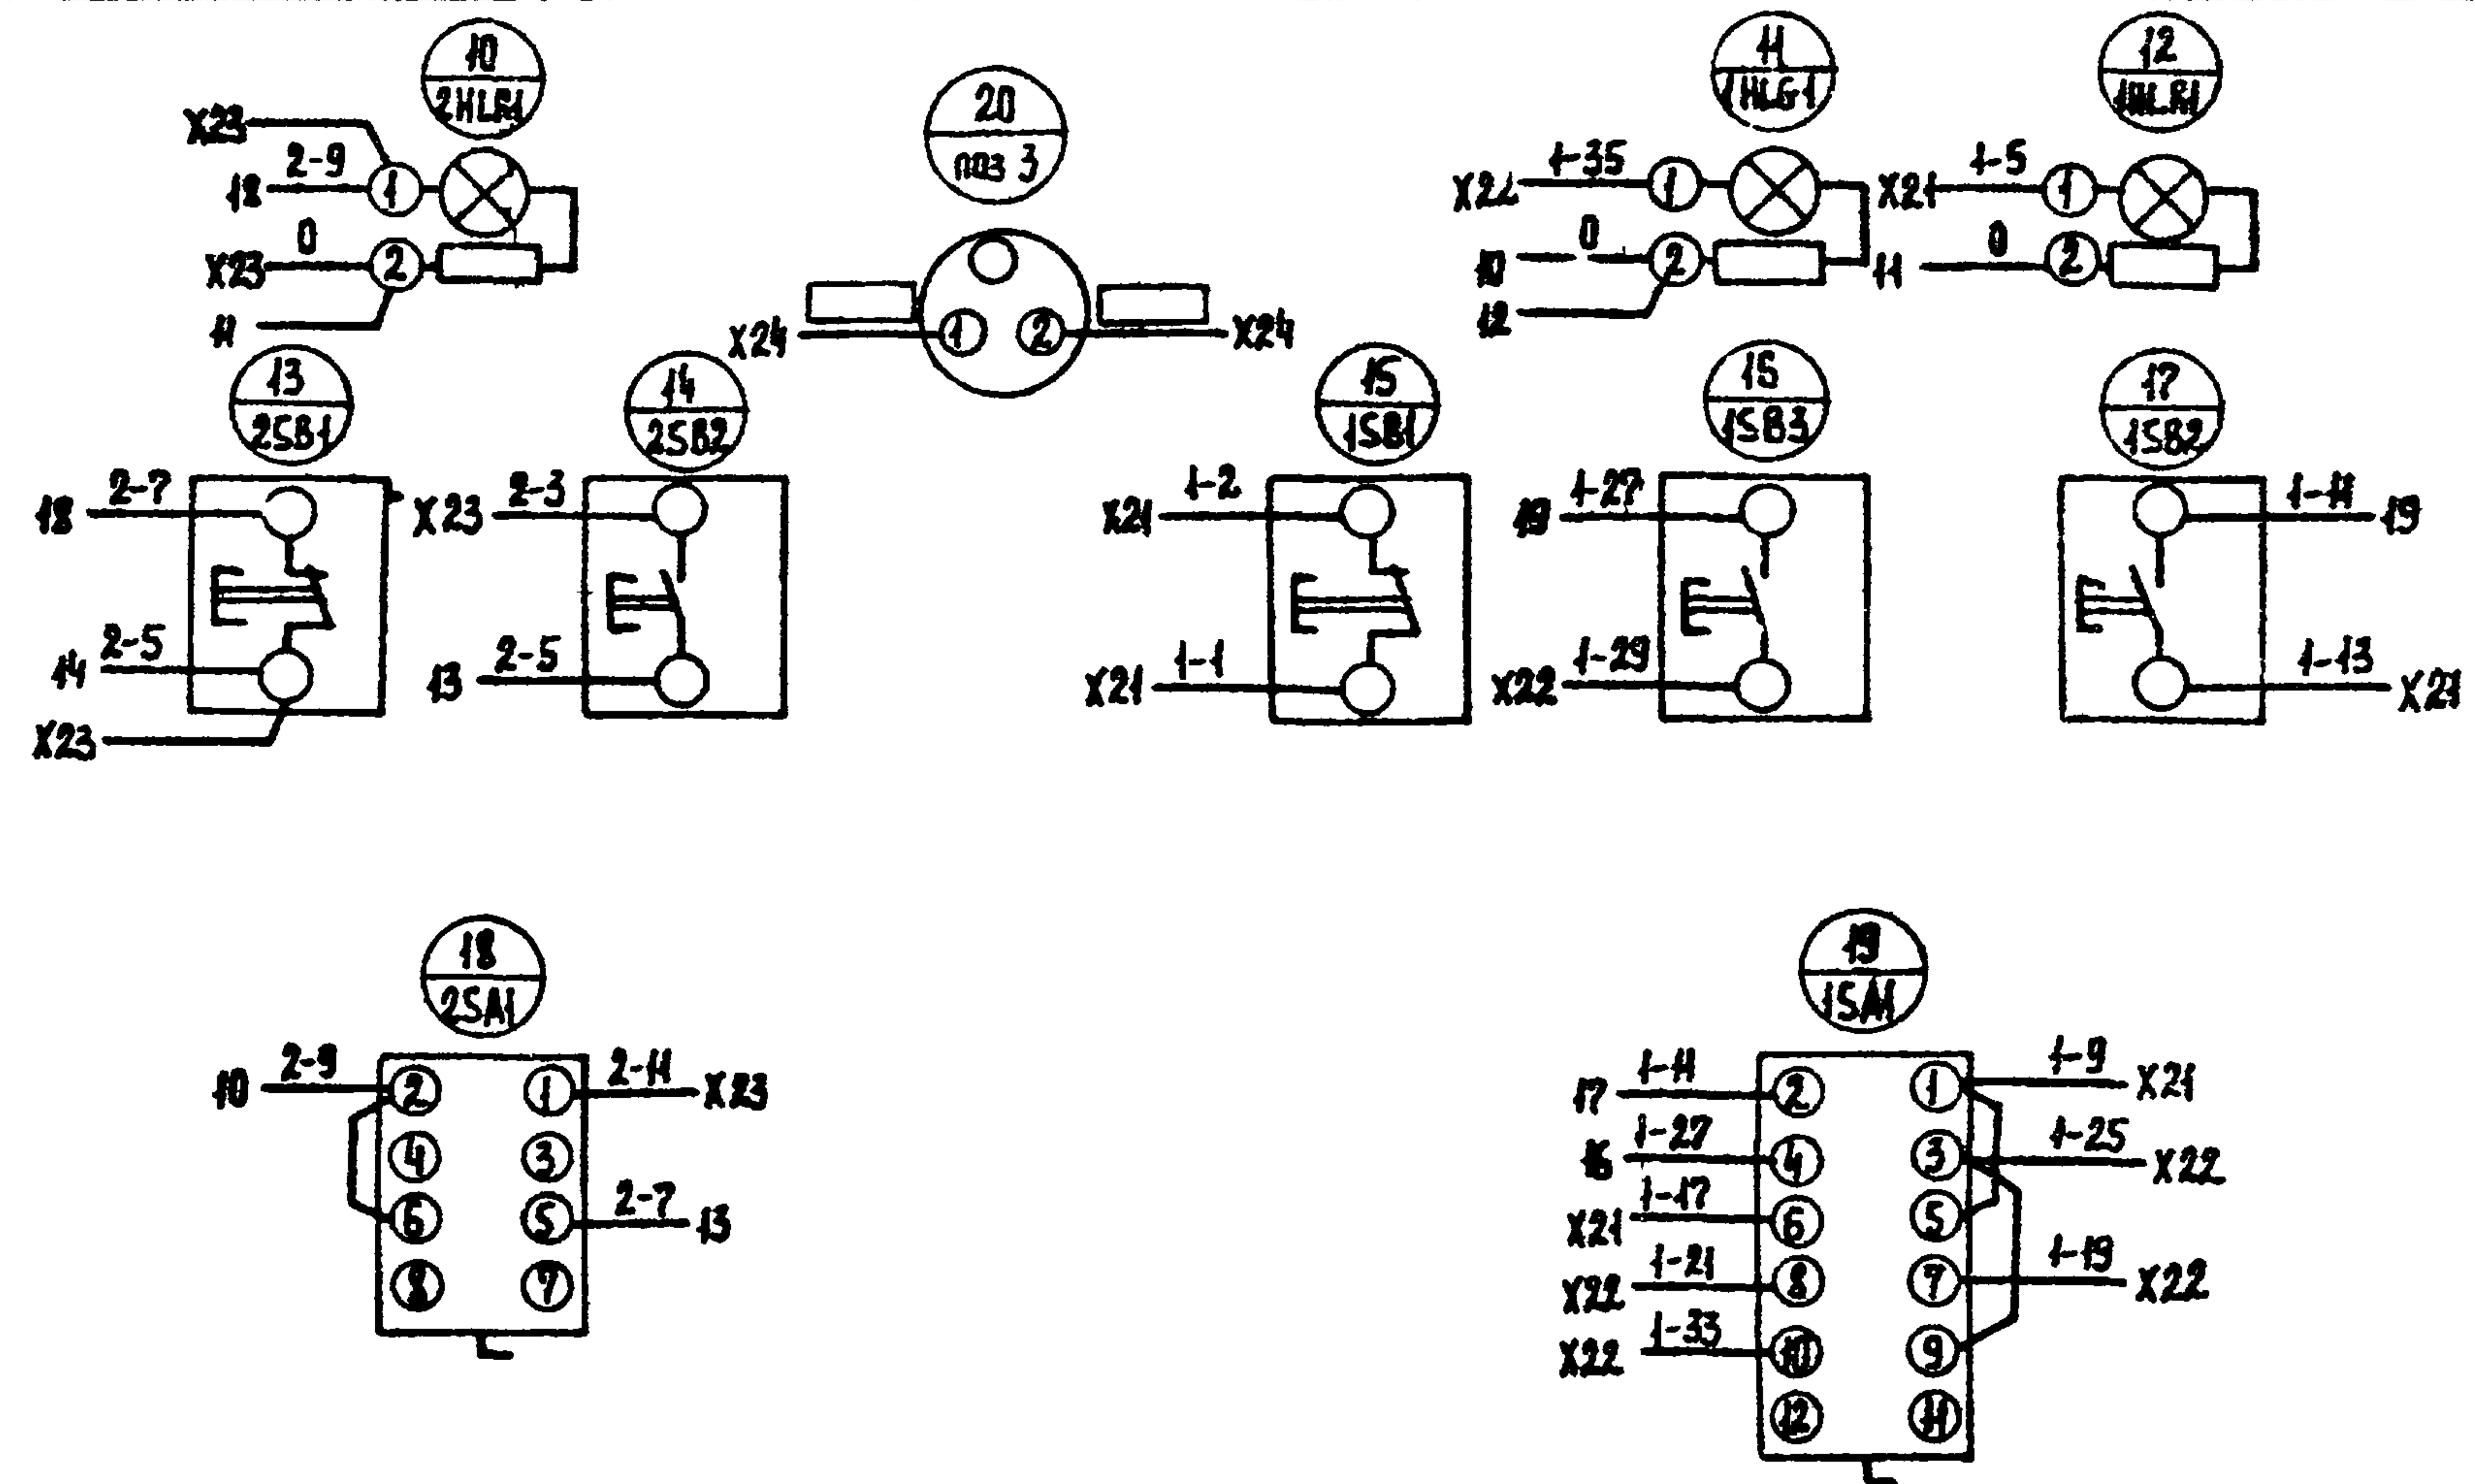 10
2HLR1
X23
2-9
18
1
0
X23
2
11
20
поз 3
X24
1
2
X24
11
1HLG1
1-35
X22
1
0
10
2
12
12
1HLR1
1-5
X21
1
0
11
2
13
2SB1
2-7
18
2-5
14
X23
14
2SB2
2-3
X23
2-5
13
15
1SB1
1-2
X21
1-1
X21
1SB3
1-27
19
1-29
X22
17
1SB2
1-11
19
1-13
X21
18
2SA1
2-9
10
2
1
2-11
X23
4
3
6
5
2-7
13
8
7
19
1SA1
1-11
17
2
1
1-9
X21
1-27
16
4
3
1-25
X22
1-17
X21
6
5
1-21
X22
8
7
1-19
X22
1-33
X22
10
9
12
11